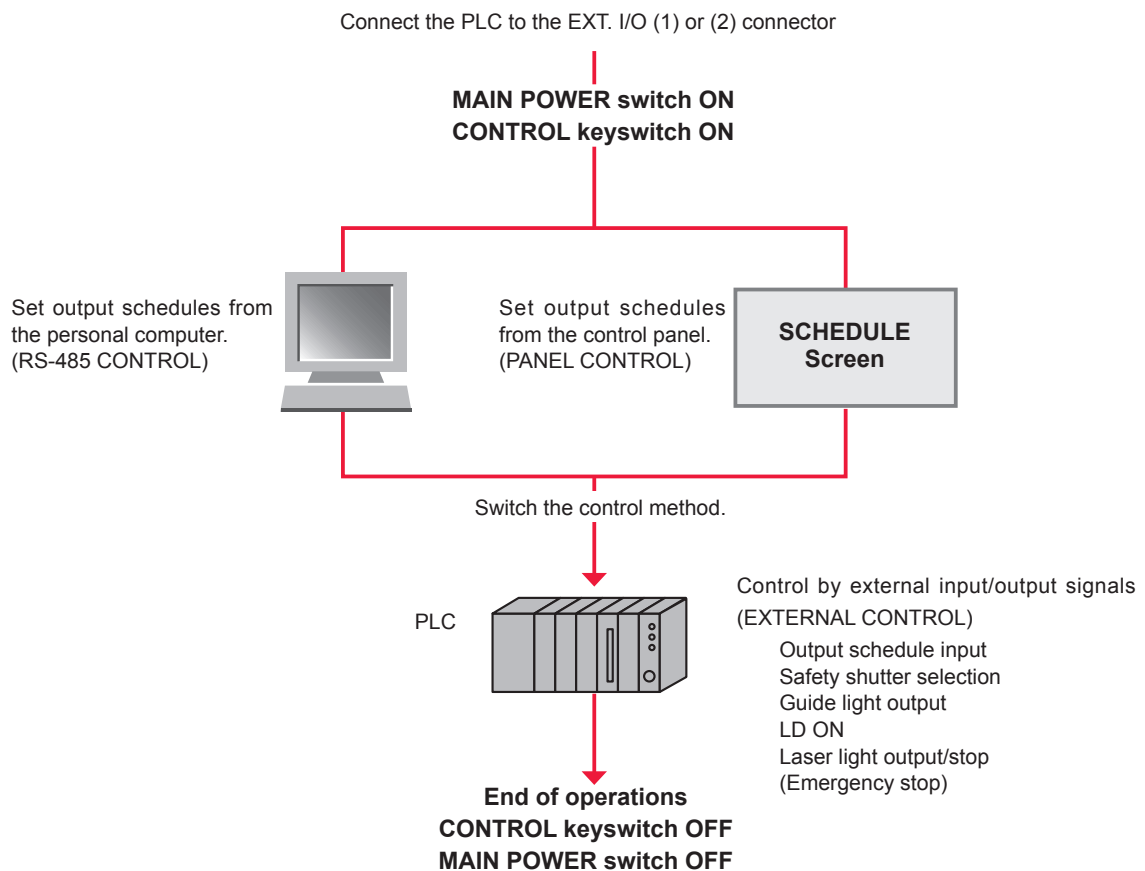 Connect the PLC to the EXT. I/O (1) or (2) connector
MAIN POWER switch ON
CONTROL keyswitch ON
Set output schedules from
the personal computer.
(RS-485 CONTROL)
Set output schedules
from the control panel.
(PANEL CONTROL)
SCHEDULE
Screen
Switch the control method.
PLC
Control by external input/output signals
(EXTERNAL CONTROL)
Output schedule input
Safety shutter selection
Guide light output
LD ON
Laser light output/stop
(Emergency stop)
End of operations
CONTROL keyswitch OFF
MAIN POWER switch OFF